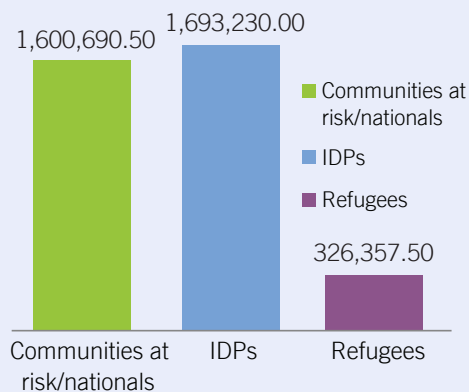 1,600,690.50
1,693,230.00
Communities at
risk/nationals
IDPs
Refugees
326,357.50
Communities at
risk/nationals
IDPs
Refugees